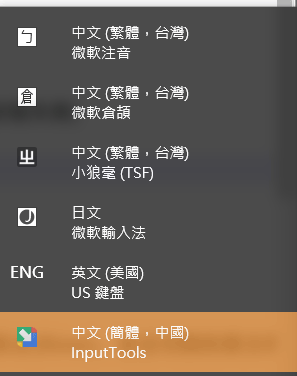 ㄅ
中文 (繁體，台灣)
微軟注音
倉
中文 (繁體，台灣)
微軟倉頡
中文 (繁體，台灣)
小狼毫 (TSF)
日文
微軟輸入法
ENG
英文 (美國)
US 鍵盤
中文 (簡體，中國)
InputTools